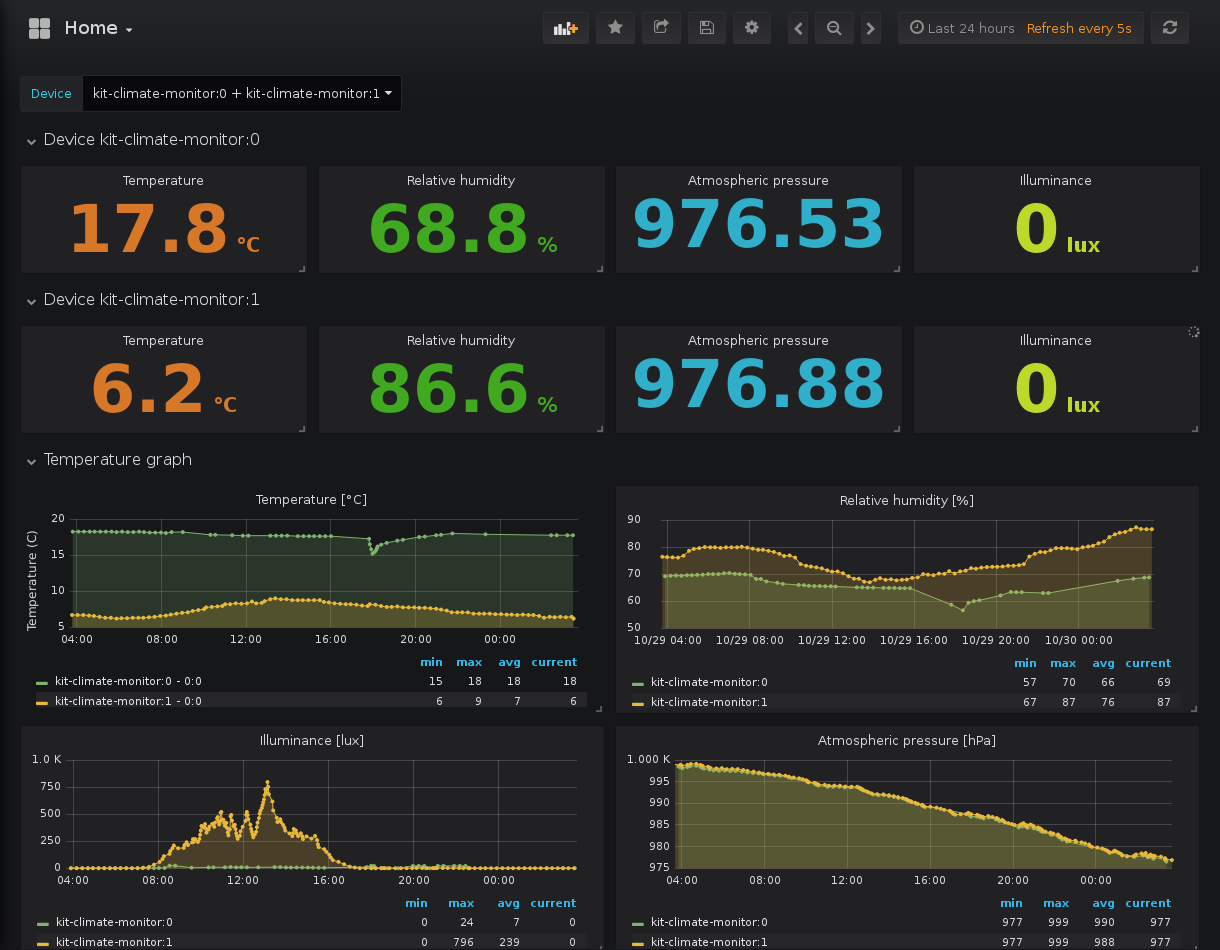 Home
Last 24 hours Refresh every 5s
Device kit-climate-monitor:0 + kit-climate-monitor:1
Device kit-climate-monitor:0
Temperature Relative humidity Atmospheric pressure Illuminance
17.8 °C 68.8 % 976.53 0 lux
Device kit-climate-monitor:1
Temperature Relative humidity Atmospheric pressure Illuminance
6.2 °C 86.6 % 976.88 0 lux
Temperature graph
Temperature [°C]
Temperature (C)
20
15
10
5
04:00 08:00 12:00 16:00 20:00 00:00
min max avg current
kit-climate-monitor:0 - 0:0 15 18 18 18
kit-climate-monitor:1 - 0:0 6 9 7 6
Relative humidity [%]
90
80
70
60
50
10/29 04:00 10/29 08:00 10/29 12:00 10/29 16:00 10/29 20:00 10/30 00:00
min max avg current
kit-climate-monitor:0 57 70 66 69
kit-climate-monitor:1 67 87 76 87
Illuminance [lux]
1.0 K
750
500
250
0
04:00 08:00 12:00 16:00 20:00 00:00
min max avg current
kit-climate-monitor:0 0 24 7 0
kit-climate-monitor:1 0 796 239 0
Atmospheric pressure [hPa]
1.000 K
995
990
985
980
975
04:00 08:00 12:00 16:00 20:00 00:00
min max avg current
kit-climate-monitor:0 977 999 990 977
kit-climate-monitor:1 977 999 988 977